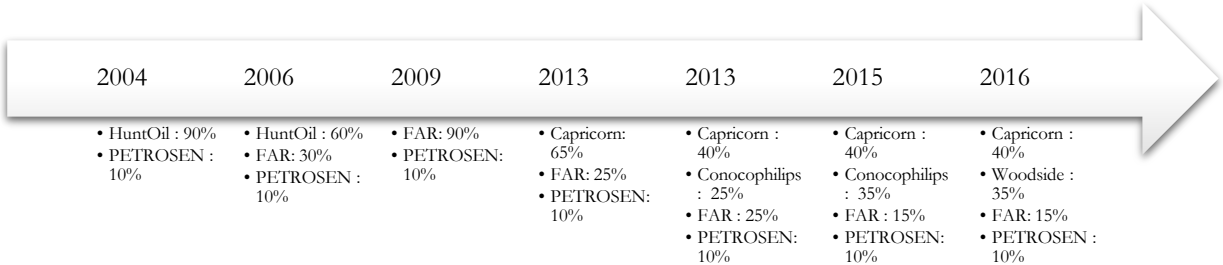 2004
• HuntOil : 90%
• PETROSEN :
10%
2006
• HuntOil : 60%
• FAR: 30%
• PETROSEN :
10%
2009
• FAR: 90%
• PETROSEN:
10%
2013
• Capricorn:
65%
• FAR: 25%
• PETROSEN:
10%
2013
• Capricorn :
40%
• Conocophilips
: 25%
• FAR : 25%
• PETROSEN:
10%
2015
• Capricorn :
40%
• Conocophilips
: 35%
• FAR : 15%
• PETROSEN:
10%
2016
• Capricorn :
40%
• Woodside :
35%
• FAR: 15%
• PETROSEN :
10%